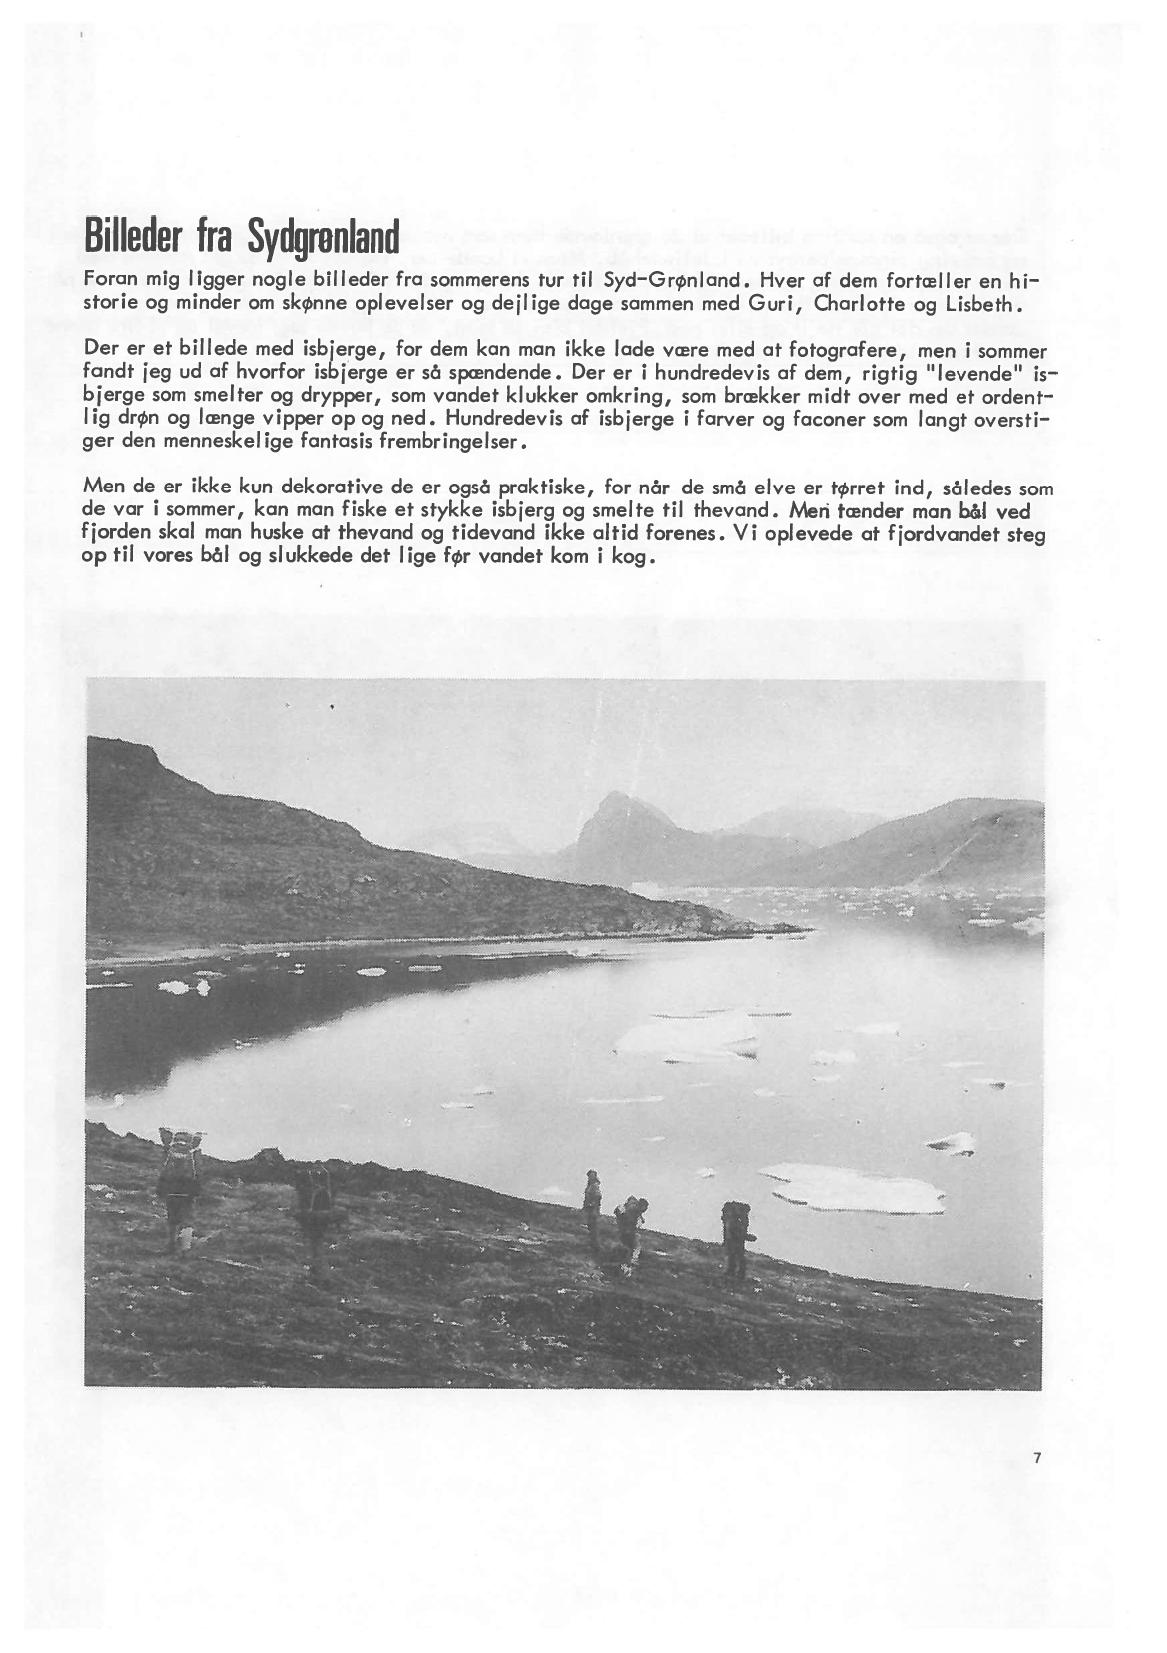 Billeder fra Sydgrønland
Foran mig ligger nogle billeder fra sommerens tur til Syd-Grønland. Hver af dem fortæller en hi-
storie og minder om skønne oplevelser og dejlige dage sammen med Guri, Charlotte og Lisbeth.
Der er et billede med isbjerge, for dem kan man ikke lade være med at fotografere, men i sommer
fandt jeg ud af hvorfor isbjerge er så spændende. Der er i hundredevis af dem, rigtig "levende" is-
bjerge som smelter og drypper, som vandet klukker omkring, som brækker midt over med et ordent-
lig drøn og længe vipper op og ned. Hundredevis af isbjerge i farver og faconer som langt oversti-
ger den menneskelige fantasis frembringelser.
Men de er ikke kun dekorative de er også praktiske, for når de små elve er tørret ind, således som
de var i sommer, kan man fiske et stykke isbjerg og smelte til thevand. Men tænder man bål ved
fjorden skal man huske at thevand og tidevand ikke altid forenes. Vi oplevede at fjordvandet steg
op til vores bål og slukkede det lige før vandet kom i kog.
7